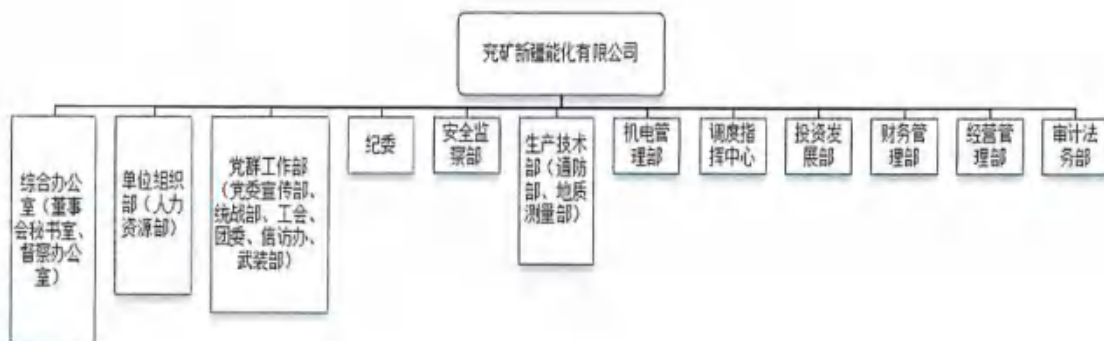 兖矿新疆能化有限公司
综合办公
室（董事
会秘书室、
督察办公
室）
单位组织
部（人力
资源部）
党群工作部
（党委宣传部、
统战部、工会、
团委、信访办、
武装部）
纪委
安全监
察部
生产技术
部（通防
部、地质
测量部）
机电管
理部
调度指
挥中心
投资发
展部
财务管
理部
经营管
理部
审计法
务部